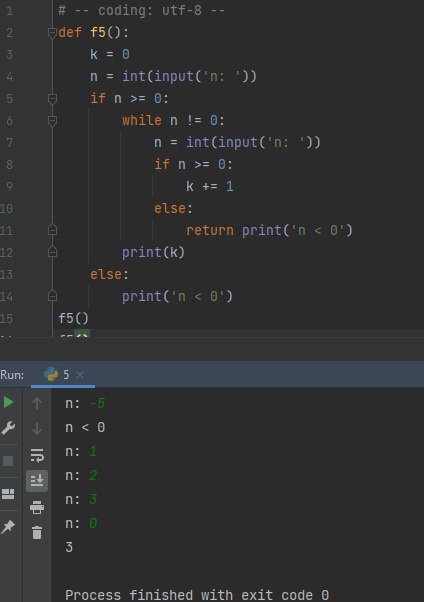 1 # -- coding: utf-8 --
2 def f5():
3 k = 0
4 n = int(input('n: '))
5 if n >= 0:
6 while n != 0:
7 n = int(input('n: '))
8 if n >= 0:
9 k += 1
10 else:
11 return print('n < 0')
12 print(k)
13 else:
14 print('n < 0')
15 f5()
f5()
Run: 5 ×
n: -5
n < 0
n: 1
n: 2
n: 3
n: 0
3
Process finished with exit code 0